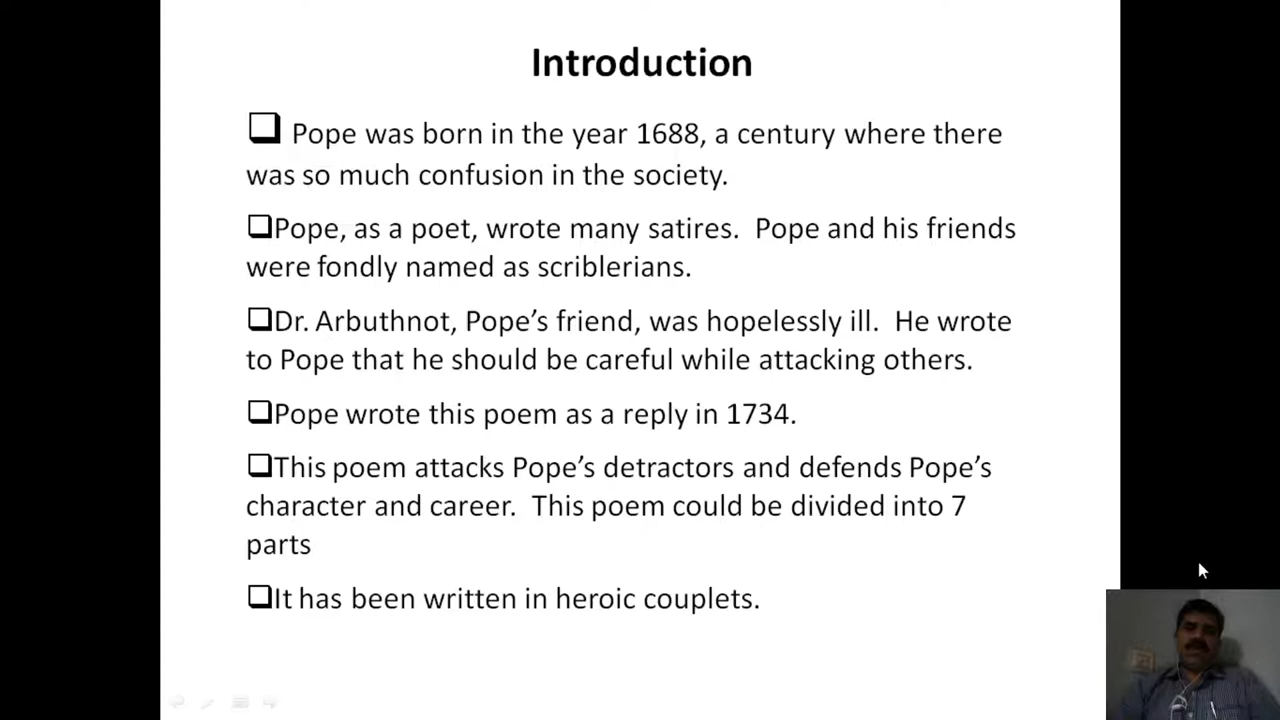 Introduction
Pope was born in the year 1688, a century where there
was so much confusion in the society.
Pope, as a poet, wrote many satires.  Pope and his friends
were fondly named as scriblerians.
Dr. Arbuthnot, Pope’s friend, was hopelessly ill.  He wrote
to Pope that he should be careful while attacking others.
Pope wrote this poem as a reply in 1734.
This poem attacks Pope’s detractors and defends Pope’s
character and career.  This poem could be divided into 7
parts
It has been written in heroic couplets.